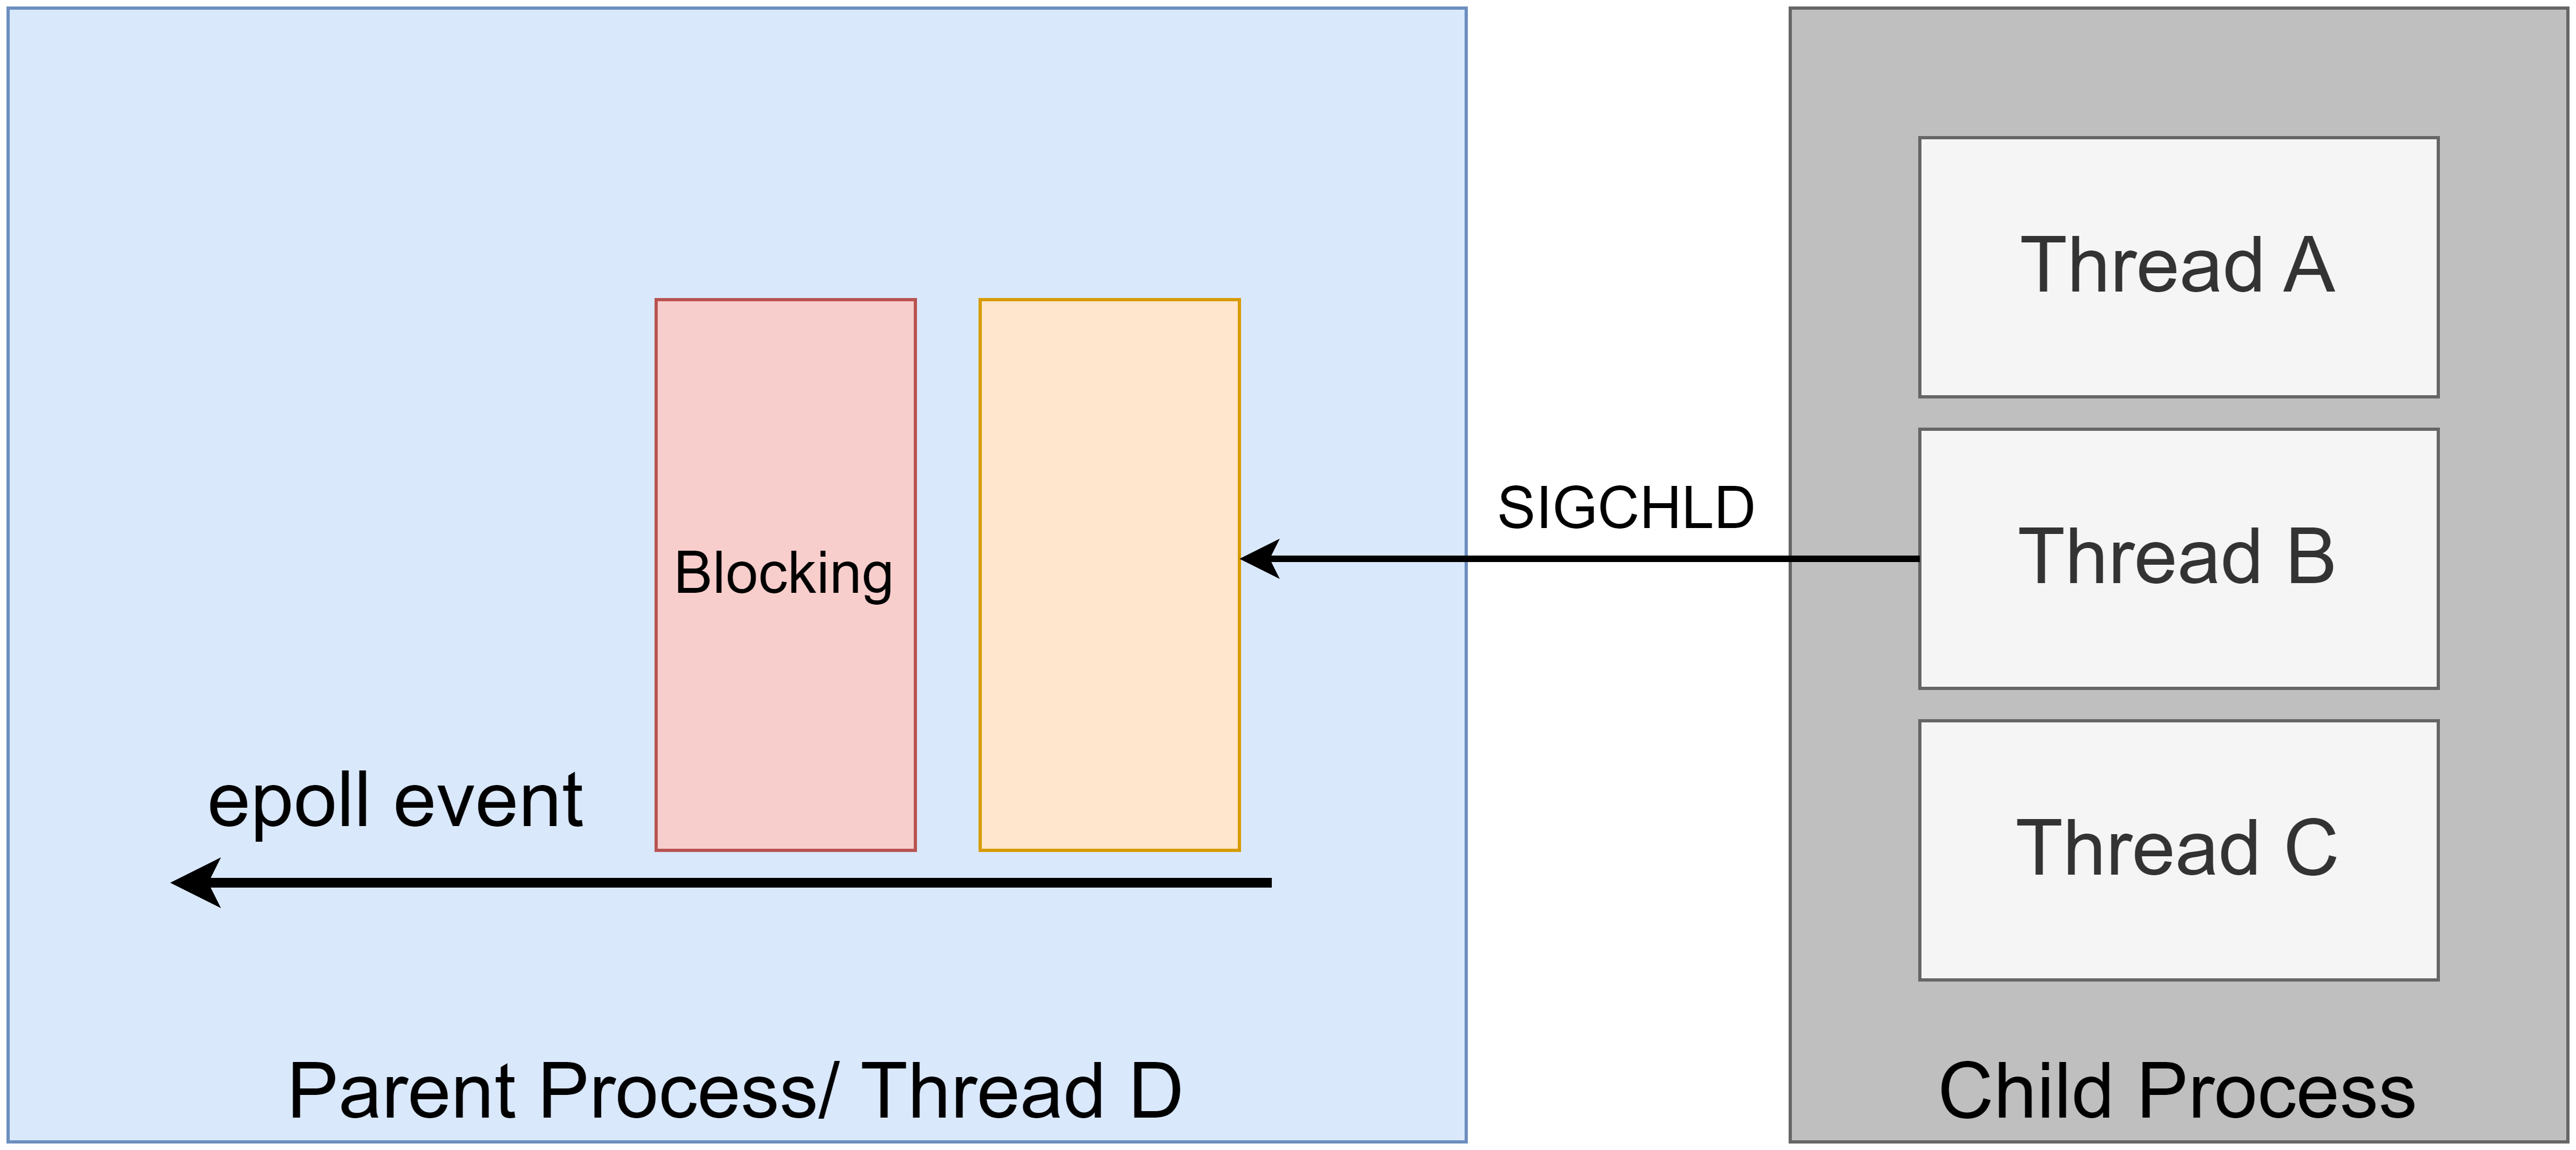 Thread A
SIGCHLD
Blocking
Thread B
epoll event
Thread C
Parent Process/ Thread D
Child Process